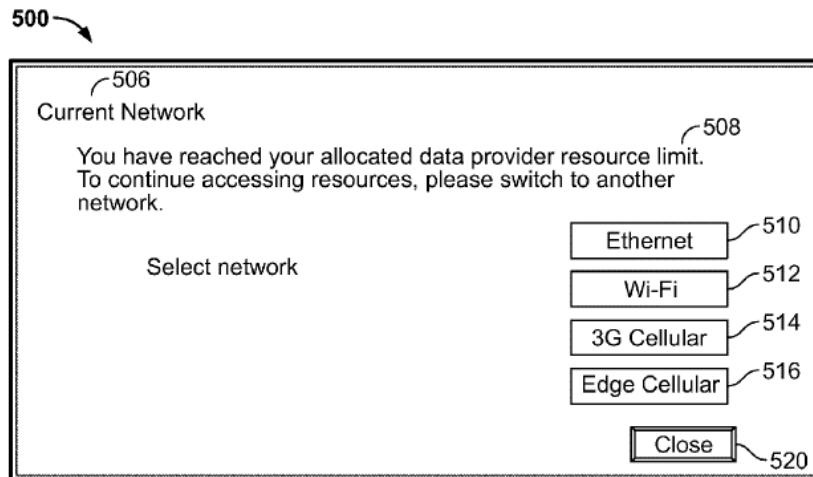 500
506
Current Network
508
You have reached your allocated data provider resource limit.
To continue accessing resources, please switch to another
network.
Select network
Ethernet
510
Wi-Fi
512
3G Cellular
514
Edge Cellular
516
Close
520